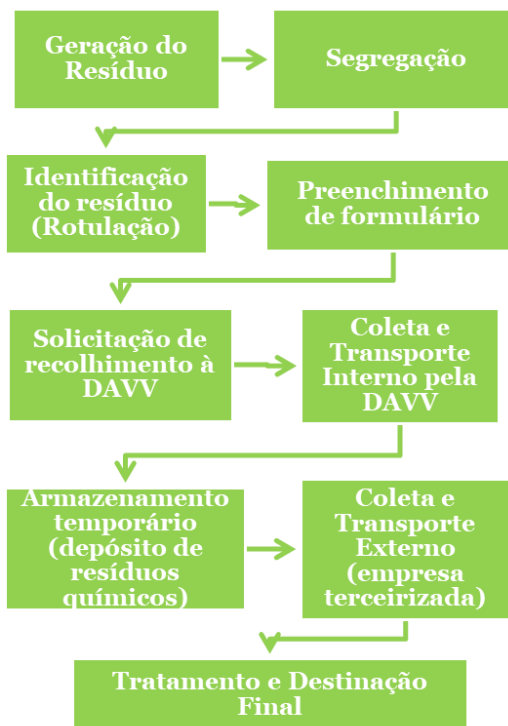 Geração do
Resíduo
Segregação
Identificação
do resíduo
(Rotulação)
Preenchimento
de formulário
Solicitação de
recolhimento à
DAVV
Coleta e
Transporte
Interno pela
DAVV
Armazenamento
temporário
(depósito de
resíduos
químicos)
Coleta e
Transporte
Externo
(empresa
terceirizada)
Tratamento e Destinação
Final